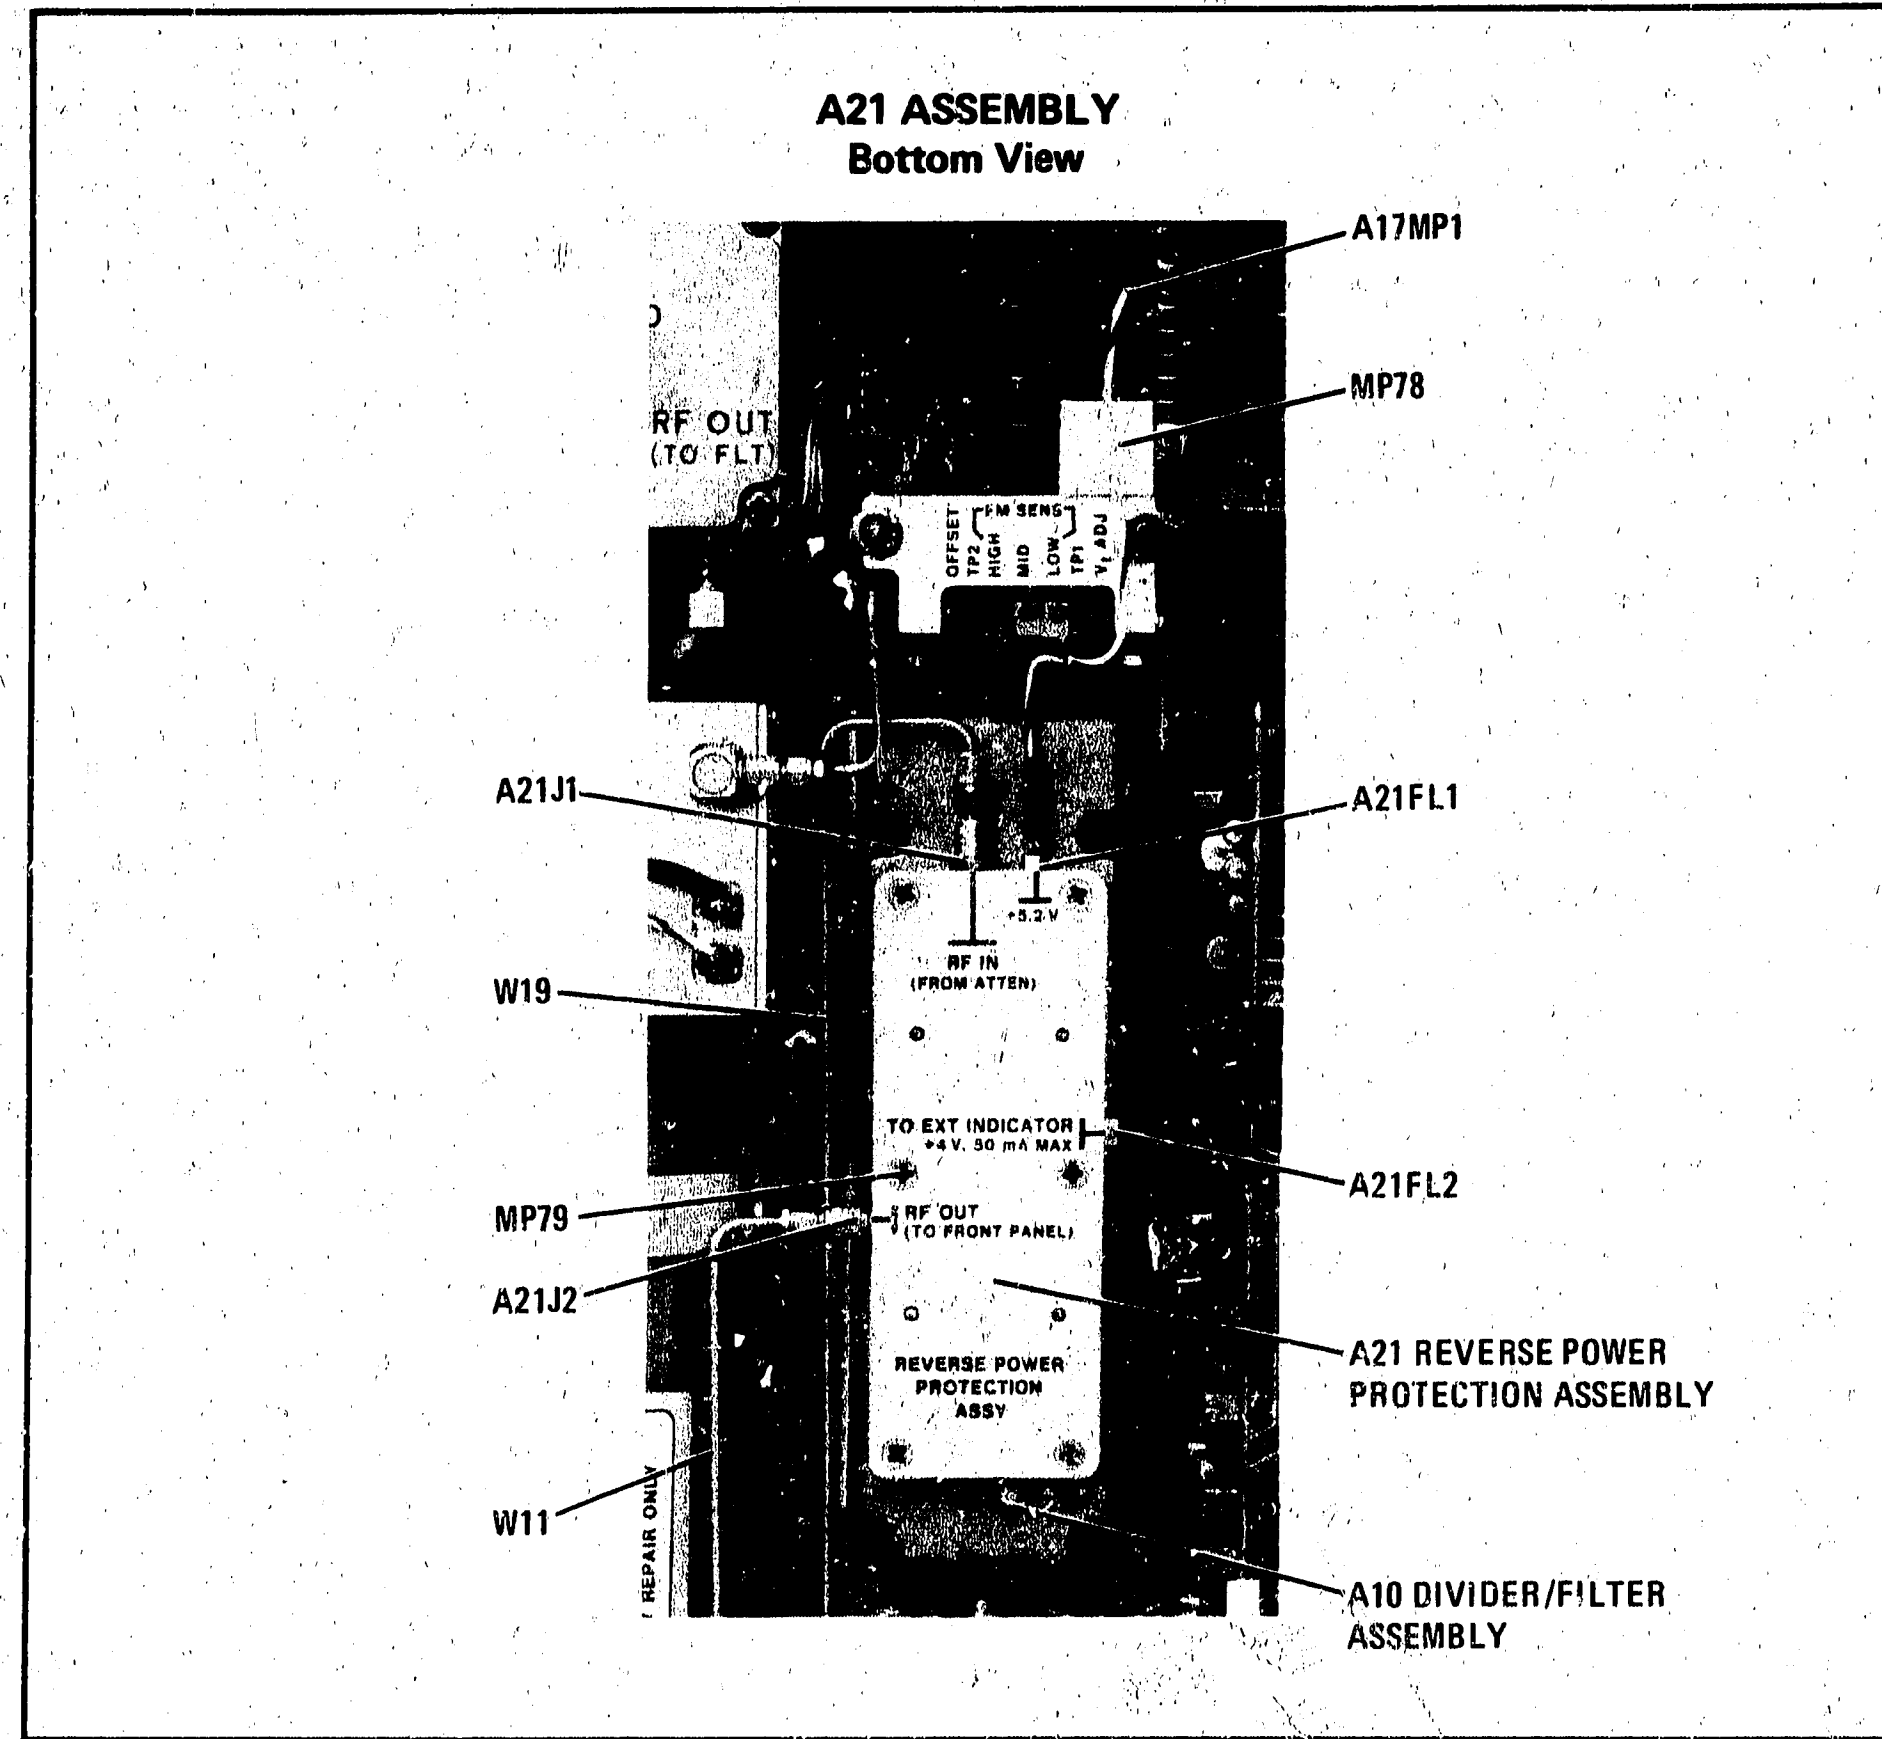 A21 ASSEMBLY
Bottom View
A17MP1
MP78
RF OUT
(TO FLT)
FM SENS
OFFSET
TP2
HIGH
MID
LOW
TP1
ADJ
A21J1
A21FL1
+5.2 V
RF IN
(FROM ATTEN)
W19
TO EXT INDICATOR
+4 V, 50 mA MAX
A21FL2
MP79
RF OUT
(TO FRONT PANEL)
A21J2
A21 REVERSE POWER
PROTECTION ASSEMBLY
REVERSE POWER
PROTECTION
ASSY
W11
REPAIR ONLY
A10 DIVIDER/FILTER
ASSEMBLY